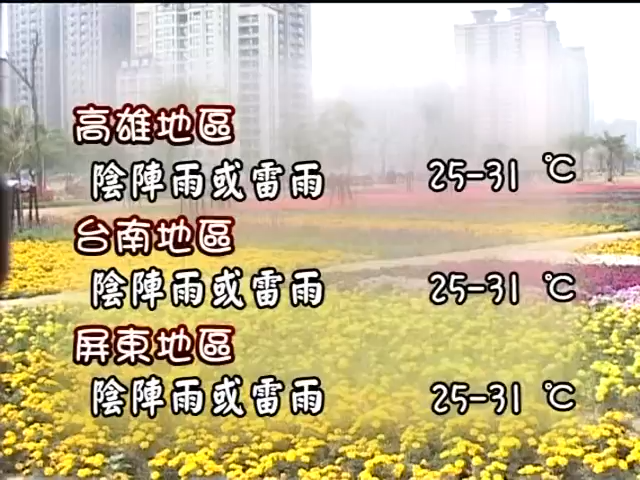 高雄地區
陰陣雨或雷雨 25-31 ℃
台南地區
陰陣雨或雷雨 25-31 ℃
屏東地區
陰陣雨或雷雨 25-31 ℃